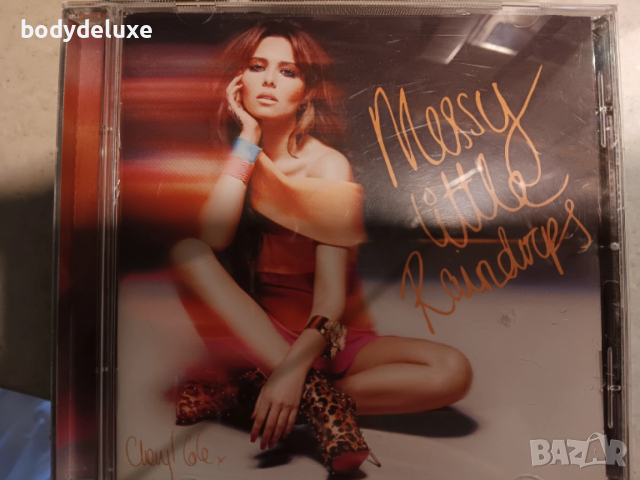 bodydeluxe
Messy
Little
Raindrops
Cheryl Cole x
BAZAR